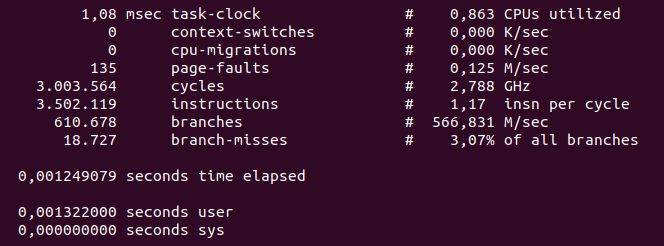 1,08 msec task-clock # 0,863 CPUs utilized
0 context-switches # 0,000 K/sec
0 cpu-migrations # 0,000 K/sec
135 page-faults # 0,125 M/sec
3.003.564 cycles # 2,788 GHz
3.502.119 instructions # 1,17 insn per cycle
610.678 branches # 566,831 M/sec
18.727 branch-misses # 3,07% of all branches
0,001249079 seconds time elapsed
0,001322000 seconds user
0,000000000 seconds sys